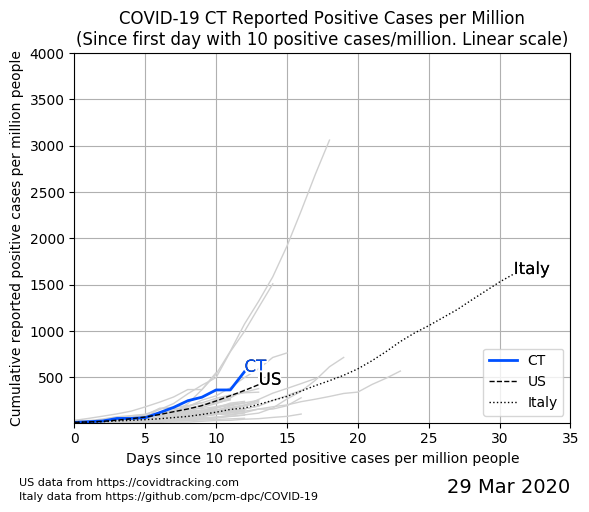 COVID-19 CT Reported Positive Cases per Million
(Since first day with 10 positive cases/million. Linear scale)
Cumulative reported positive cases per million people
4000
3500
3000
2500
2000
1500
1000
500
Italy
CT
US
CT
US
Italy
0 5 10 15 20 25 30 35
Days since 10 reported positive cases per million people
US data from https://covidtracking.com
Italy data from https://github.com/pcm-dpc/COVID-19
29 Mar 2020